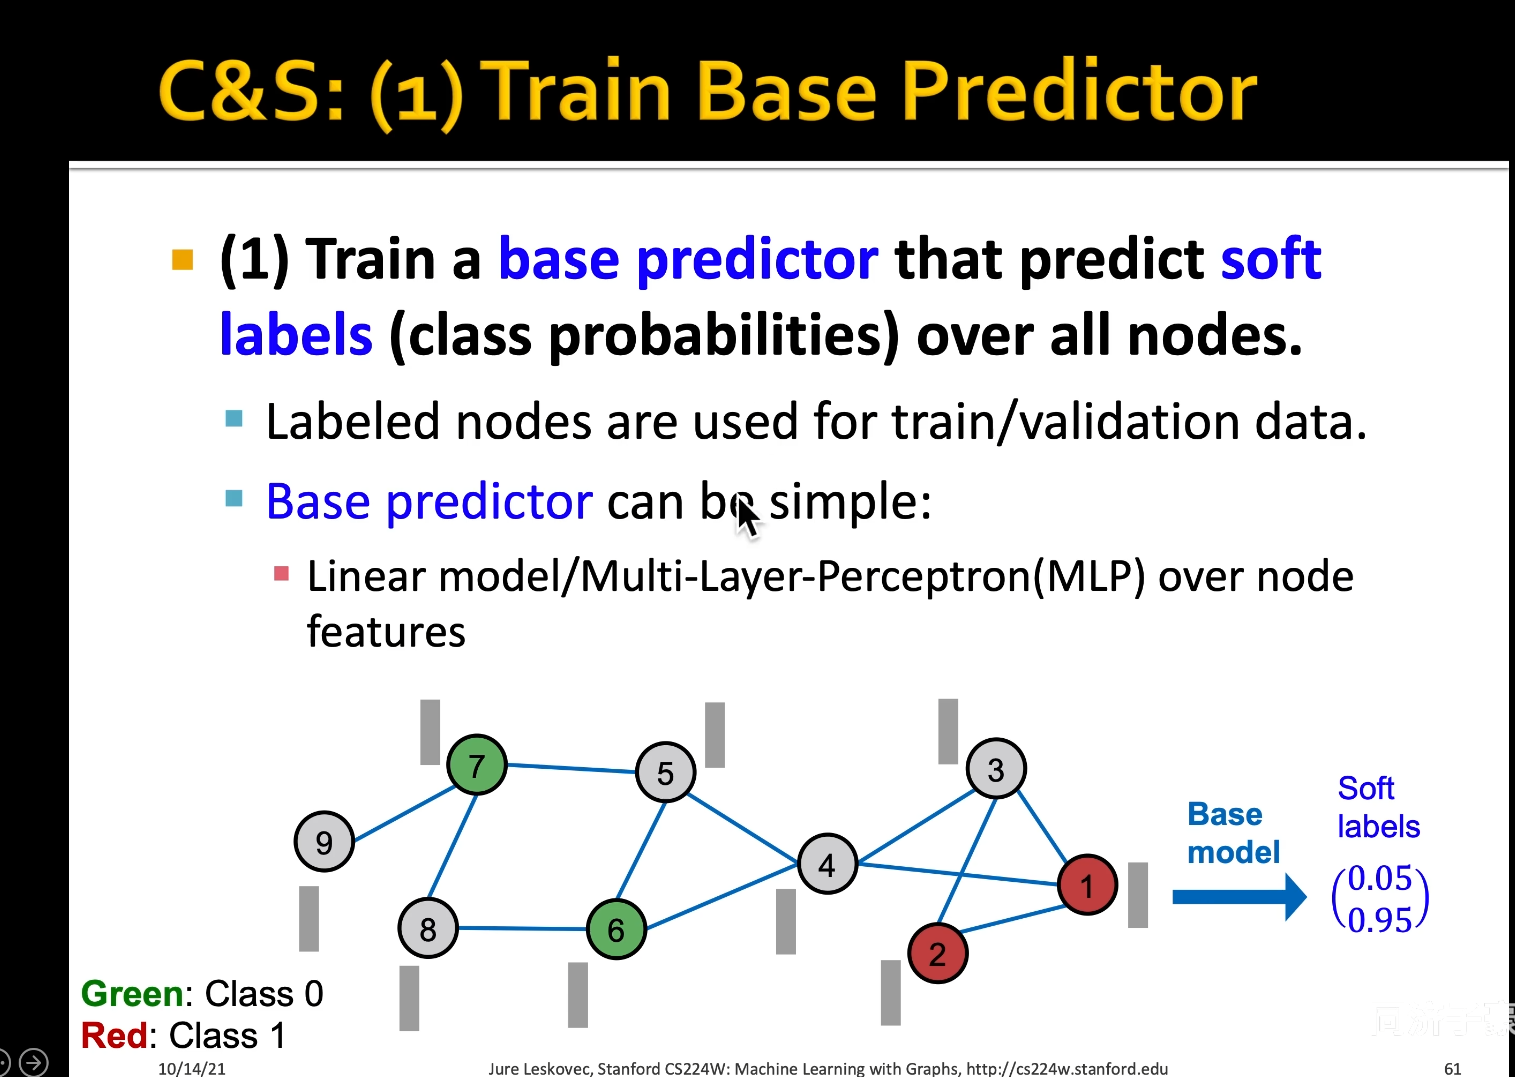 C&S: (1) Train Base Predictor
(1) Train a base predictor that predict soft
labels (class probabilities) over all nodes.
Labeled nodes are used for train/validation data.
Base predictor can be simple:
Linear model/Multi-Layer-Perceptron(MLP) over node
features
7
5
3
9
4
1
8
6
2
Base
model
Soft
labels
(0.05
0.95)
Green: Class 0
Red: Class 1
10/14/21
Jure Leskovec, Stanford CS224W: Machine Learning with Graphs, http://cs224w.stanford.edu
61